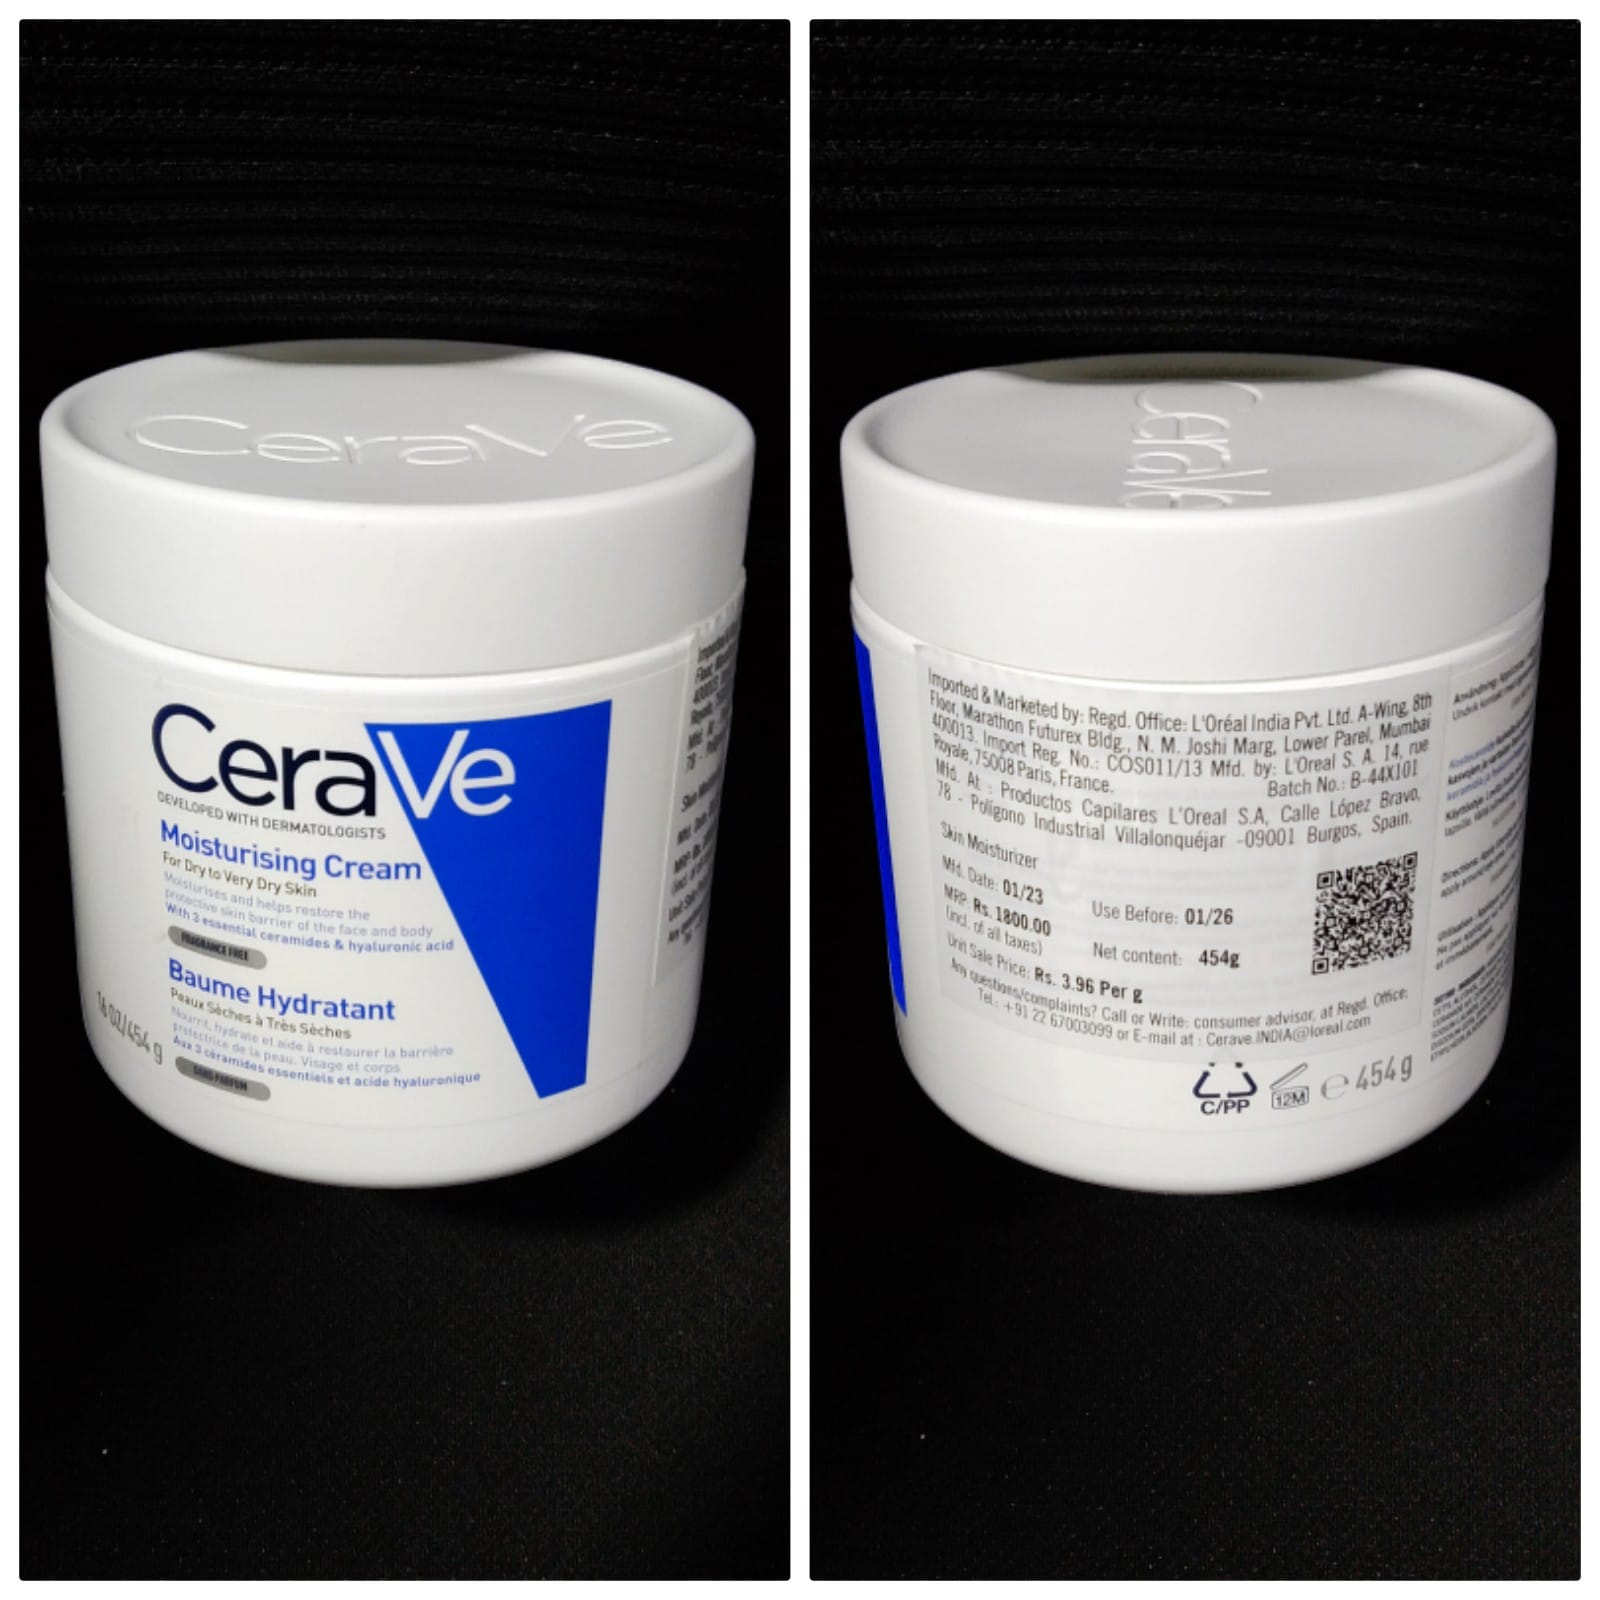 CeraVe
CeraVe
DEVELOPED WITH DERMATOLOGISTS
Moisturising Cream
For Dry to Very Dry Skin
Moisturises and helps restore the
protective skin barrier of the face and body
With 3 essential ceramides & hyaluronic acid
FRAGRANCE FREE
Baume Hydratant
Peaux Sèches à Très Sèches
Nourrit, hydrate et aide à restaurer la barrière
protectrice de la peau. Visage et corps
Aux 3 céramides essentiels et acide hyaluronique
SANS PARFUM
16 OZ/454 g
CeraVe
Imported & Marketed by: Regd. Office: L'Oréal India Pvt. Ltd. A-Wing, 8th
Floor, Marathon Futurex Bldg., N. M. Joshi Marg, Lower Parel, Mumbai
400013. Import Reg. No.: COS011/13 Mfd. by: L'Oreal S. A. 14, rue
Royale, 75008 Paris, France. Batch No.: B-44X101
Mfd. At : Productos Capilares L'Oreal S.A, Calle López Bravo,
78 - Polígono Industrial Villalonquéjar -09001 Burgos, Spain.
Skin Moisturizer
Mfd. Date: 01/23 Use Before: 01/26
MRP: Rs. 1800.00
(incl. of all taxes) Net content: 454g
Unit Sale Price: Rs. 3.96 Per g
Any questions/complaints? Call or Write: consumer advisor, at Regd. Office:
Tel.: +91 22 67003099 or E-mail at : Cerave.INDIA@loreal.com
C/PP 12M e 454 g